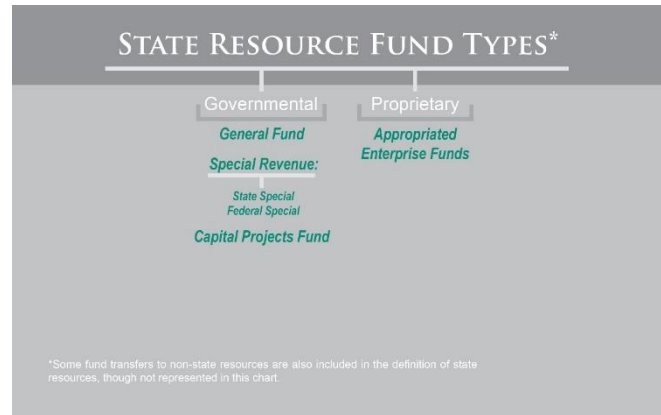 STATE RESOURCE FUND TYPES*
Governmental
General Fund
Special Revenue:
State Special
Federal Special
Capital Projects Fund
Proprietary
Appropriated
Enterprise Funds
*Some fund transfers to non-state resources are also included in the definition of state
resources, though not represented in this chart.